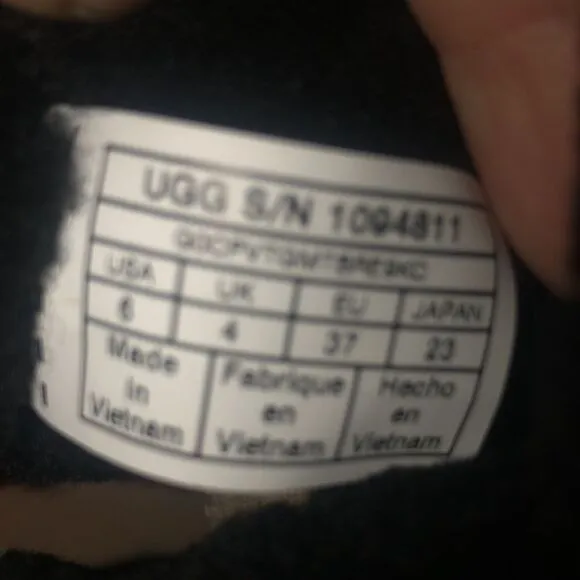 UGG S/N 1094811
USA UK EU JAPAN
6 4 37 23
Made in Vietnam
Fabrique en Vietnam
Hecho en Vietnam